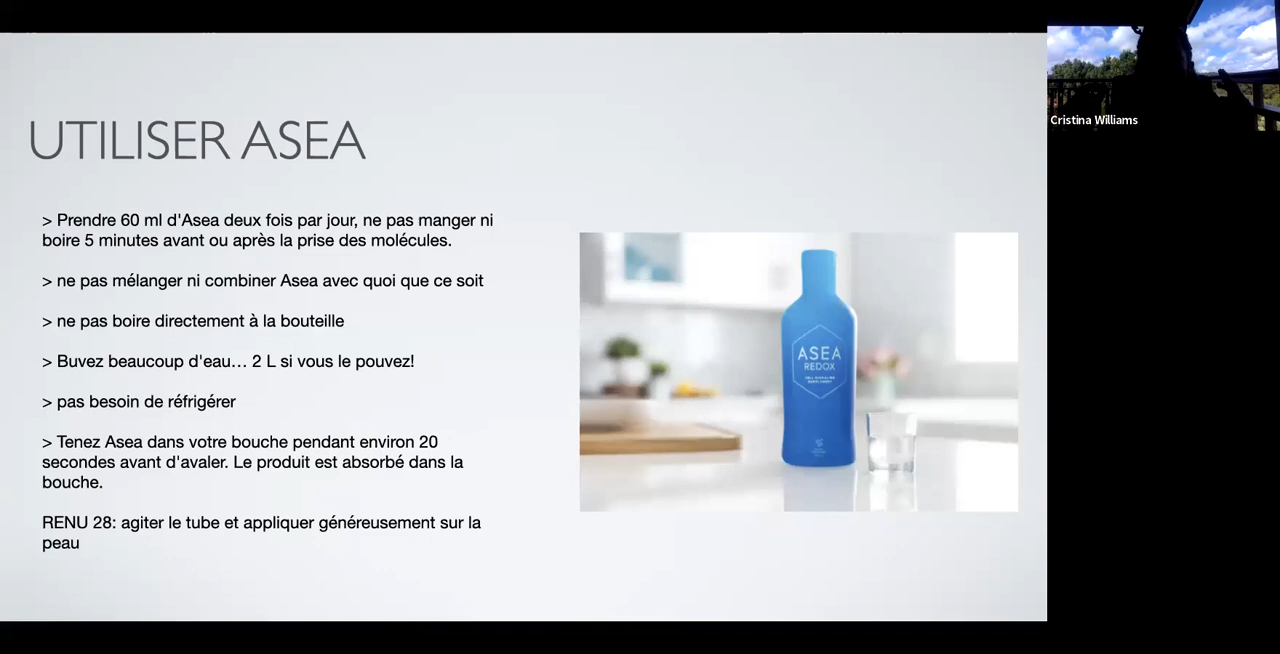 UTILISER ASEA
> Prendre 60 ml d'Asea deux fois par jour, ne pas manger ni
boire 5 minutes avant ou après la prise des molécules.
> ne pas mélanger ni combiner Asea avec quoi que ce soit
> ne pas boire directement à la bouteille
> Buvez beaucoup d'eau… 2 L si vous le pouvez!
> pas besoin de réfrigérer
> Tenez Asea dans votre bouche pendant environ 20
secondes avant d'avaler. Le produit est absorbé dans la
bouche.
RENU 28: agiter le tube et appliquer généreusement sur la
peau
ASEA
REDOX
Cristina Williams